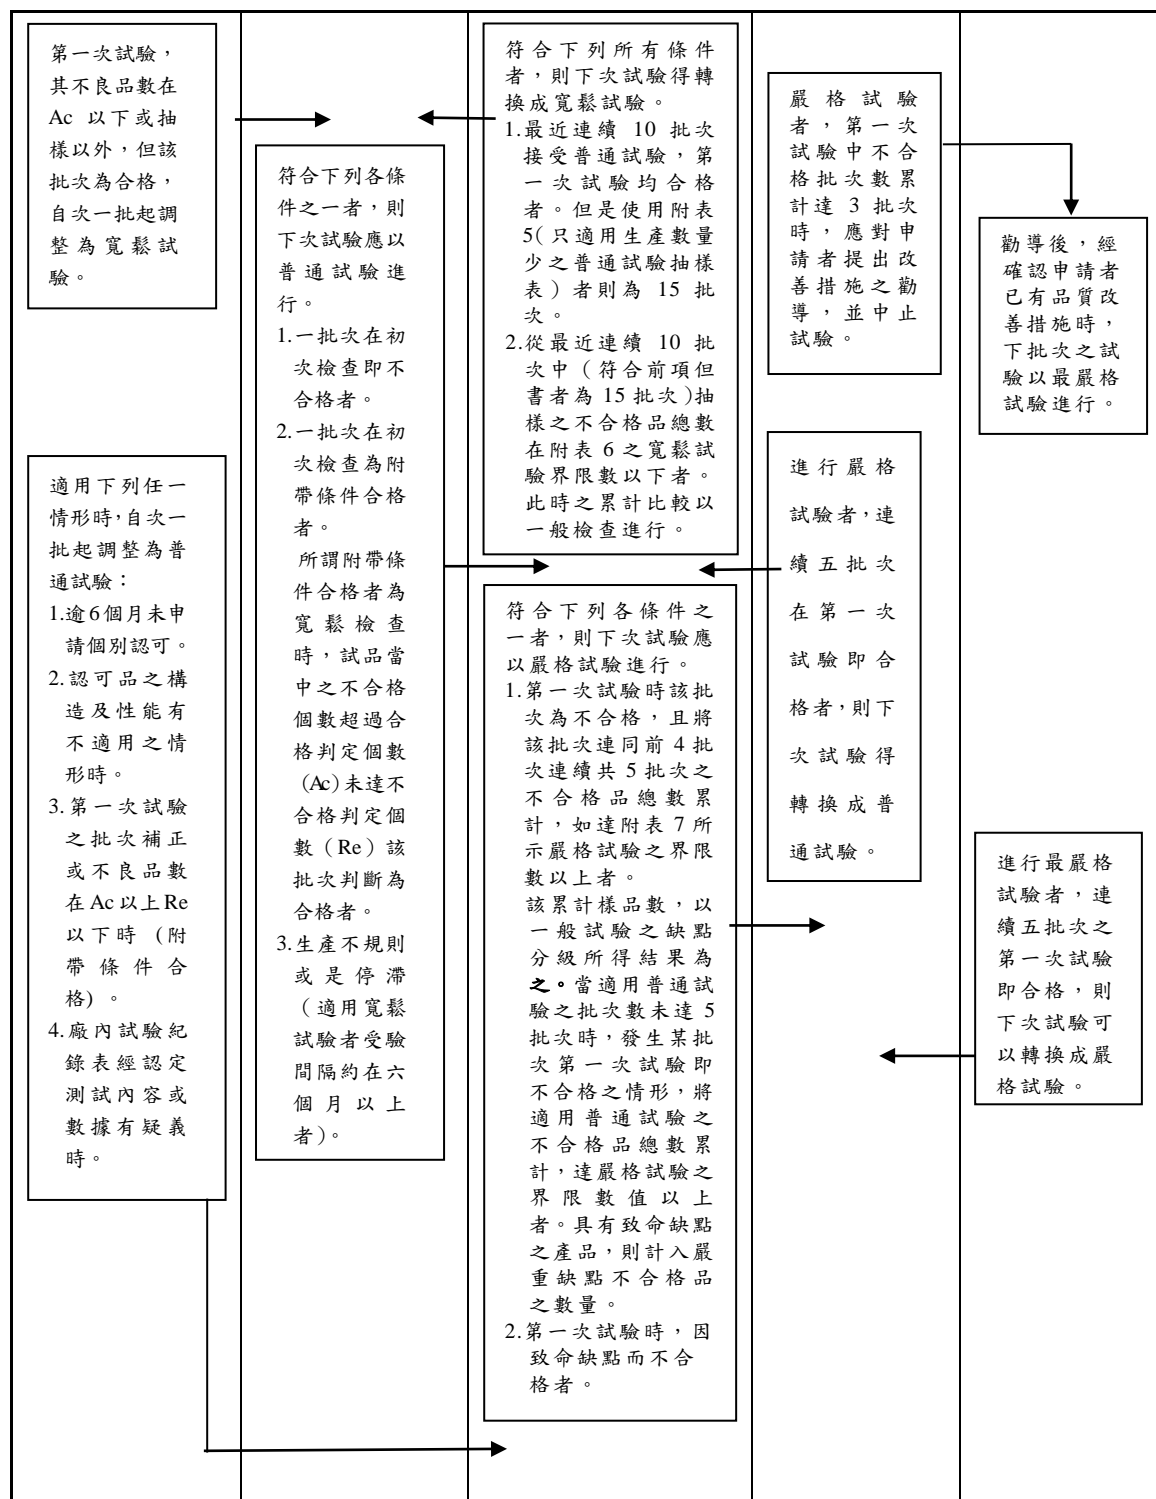 第一次試驗，
其不良品數在
Ac 以下或抽
樣以外，但該
批次為合格，
自次一批起調
整為寬鬆試
驗。
適用下列任一
情形時，自次一
批起調整為普
通試驗：
1.逾6個月未申
請個別認可。
2.認可品之構
造及性能有
不適用之情
形時。
3.第一次試驗
之批次補正
或不良品數
在Ac以上Re
以下時（附
帶條件合
格）。
4.廠內試驗紀
錄表經認定
測試內容或
數據有疑義
時。
符合下列各條
件之一者，則
下次試驗應以
普通試驗進
行。
1.一批次在初
次檢查即不
合格者。
2.一批次在初
次檢查為附
帶條件合格
者。
所謂附帶條
件合格者為
寬鬆檢查
時，試品當
中之不合格
個數超過合
格判定個數
（Ac）未達不
合格判定個
數（Re）該
批次判斷為
合格者。
3.生產不規則
或是停滯
（適用寬鬆
試驗者受驗
間隔約在六
個月以上
者）。
符合下列所有條件
者，則下次試驗得轉
換成寬鬆試驗。
1.最近連續 10 批次
接受普通試驗，第
一次試驗均合格
者。但是使用附表
5（只適用生產數量
少之普通試驗抽樣
表）者則為 15 批
次。
2.從最近連續 10 批
次中（符合前項但
書者為 15 批次）抽
樣之不合格品總數
在附表 6 之寬鬆試
驗界限數以下者。
此時之累計比較以
一般檢查進行。
符合下列各條件之
一者，則下次試驗應
以嚴格試驗進行。
1.第一次試驗時該批
次為不合格，且將
該批次連同前 4 批
次連續共 5 批次之
不合格品總數累
計，如達附表 7 所
示嚴格試驗之界限
數以上者。
該累計樣品數，以
一般試驗之缺點
分級所得結果為
之。當適用普通試
驗之批次數未達 5
批次時，發生某批
次第一次試驗即
不合格之情形，將
適用普通試驗之
不合格品總數累
計，達嚴格試驗之
界限數值以上
者。具有致命缺點
之產品，則計入嚴
重缺點不合格品
之數量。
2.第一次試驗時，因
致命缺點而不合
格者。
嚴格試驗
者，第一次
試驗中不合
格批次數累
計達 3 批次
時，應對申
請者提出改
善措施之勸
導，並中止
試驗。
進行嚴格
試驗者，連
續五批次
在第一次
試驗即合
格者，則下
次試驗得
轉換成普
通試驗。
勸導後，經
確認申請者
已有品質改
善措施時，
下批次之試
驗以最嚴格
試驗進行。
進行最嚴格
試驗者，連
續五批次之
第一次試驗
即合格，則
下次試驗可
以轉換成嚴
格試驗。